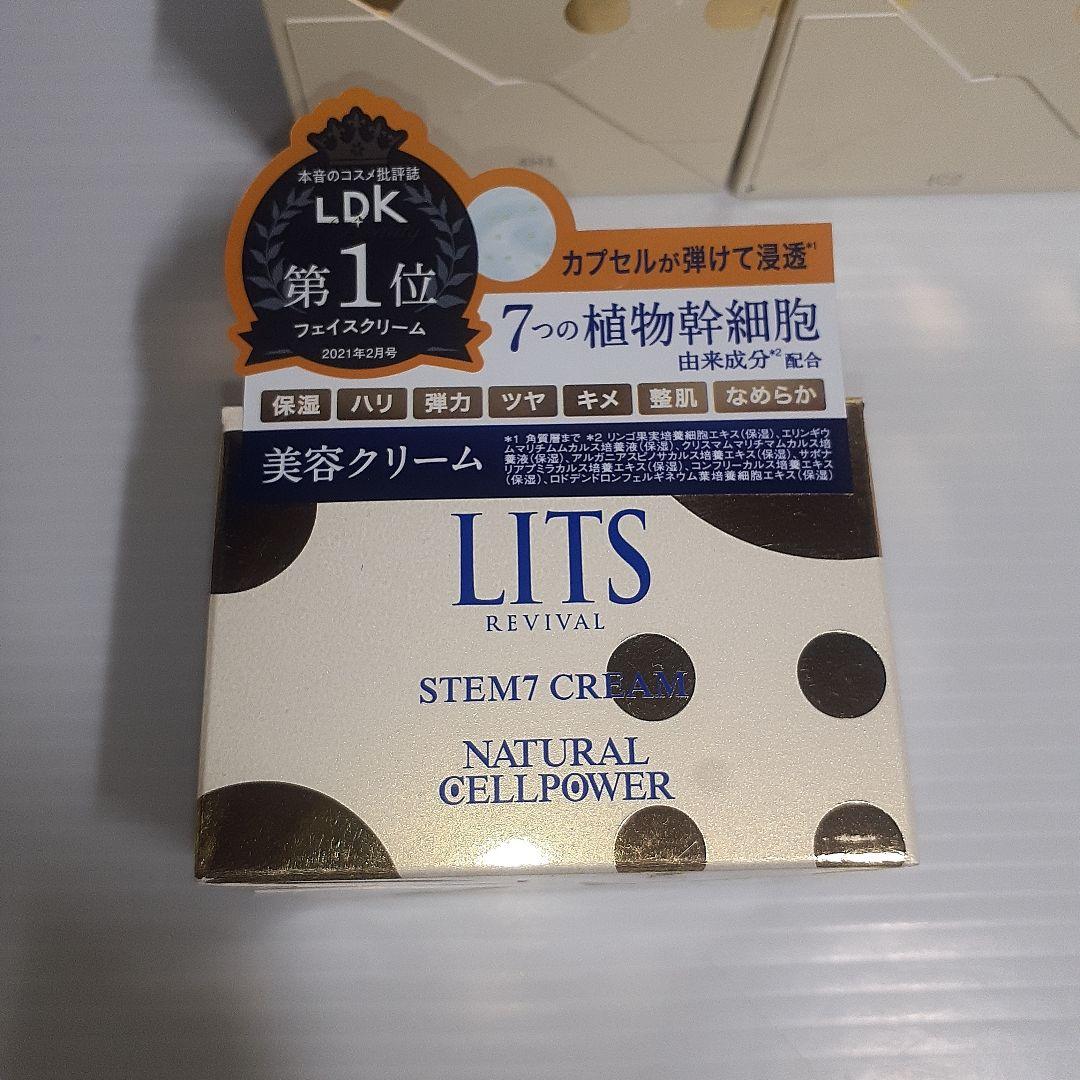 本音のコスメ批評誌
LDK
第1位
フェイスクリーム
2021年2月号
カプセルが弾けて浸透*1
7つの植物幹細胞
由来成分*2配合
保湿 ハリ 弾力 ツヤ キメ 整肌 なめらか
美容クリーム
*1 角質層まで *2 リンゴ果実培養細胞エキス(保湿)、エリンギウ
ムマリチムムカルス培養液(保湿)、クリスマムマリチマムカルス培
養液(保湿)、アルガニアスピノサカルス培養エキス(保湿)、サポナ
リアプミラカルス培養エキス(保湿)、コンフリーカルス培養エキス
(保湿)、ロドデンドロンフェルギネウム葉培養細胞エキス(保湿)
LITS
REVIVAL
STEM7 CREAM
NATURAL
CELLPOWER